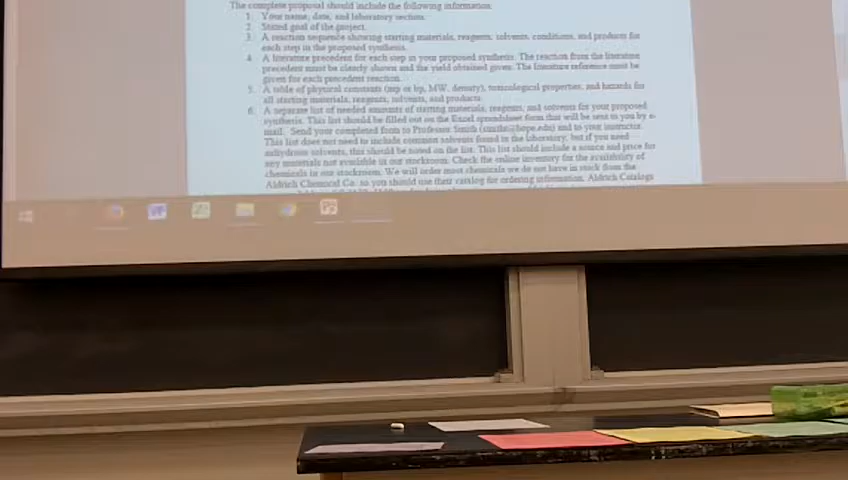 The complete proposal should include the following information:
1. Your name, date, and laboratory section.
2. Stated goal of the project.
3. A reaction sequence showing starting materials, reagents, solvents, conditions, and products for
each step in the proposed synthesis.
4. A literature precedent for each step in your proposed synthesis. The reaction from the literature
precedent must be clearly shown and the yield obtained given. The literature reference must be
given for each precedent reaction.
5. A table of physical constants (mp or bp, MW, density), toxicological properties, and hazards for
all starting materials, reagents, solvents, and products.
6. A separate list of needed amounts of starting materials, reagents, and solvents for your proposed
synthesis. This list should be filled out on the Excel spreadsheet form that will be sent to you by e-
mail. Send your completed form to Professor Smith (smith@hope.edu) and to your instructor.
This list does not need to include common solvents found in the laboratory, but if you need
anhydrous solvents, this should be noted on the list. This list should include a source and price for
any materials not available in our stockroom. Check the online inventory for the availability of
chemicals in our stockroom. We will order most chemicals we do not have in stock from the
Aldrich Chemical Co. so you should use their catalog for ordering information. Aldrich Catalogs